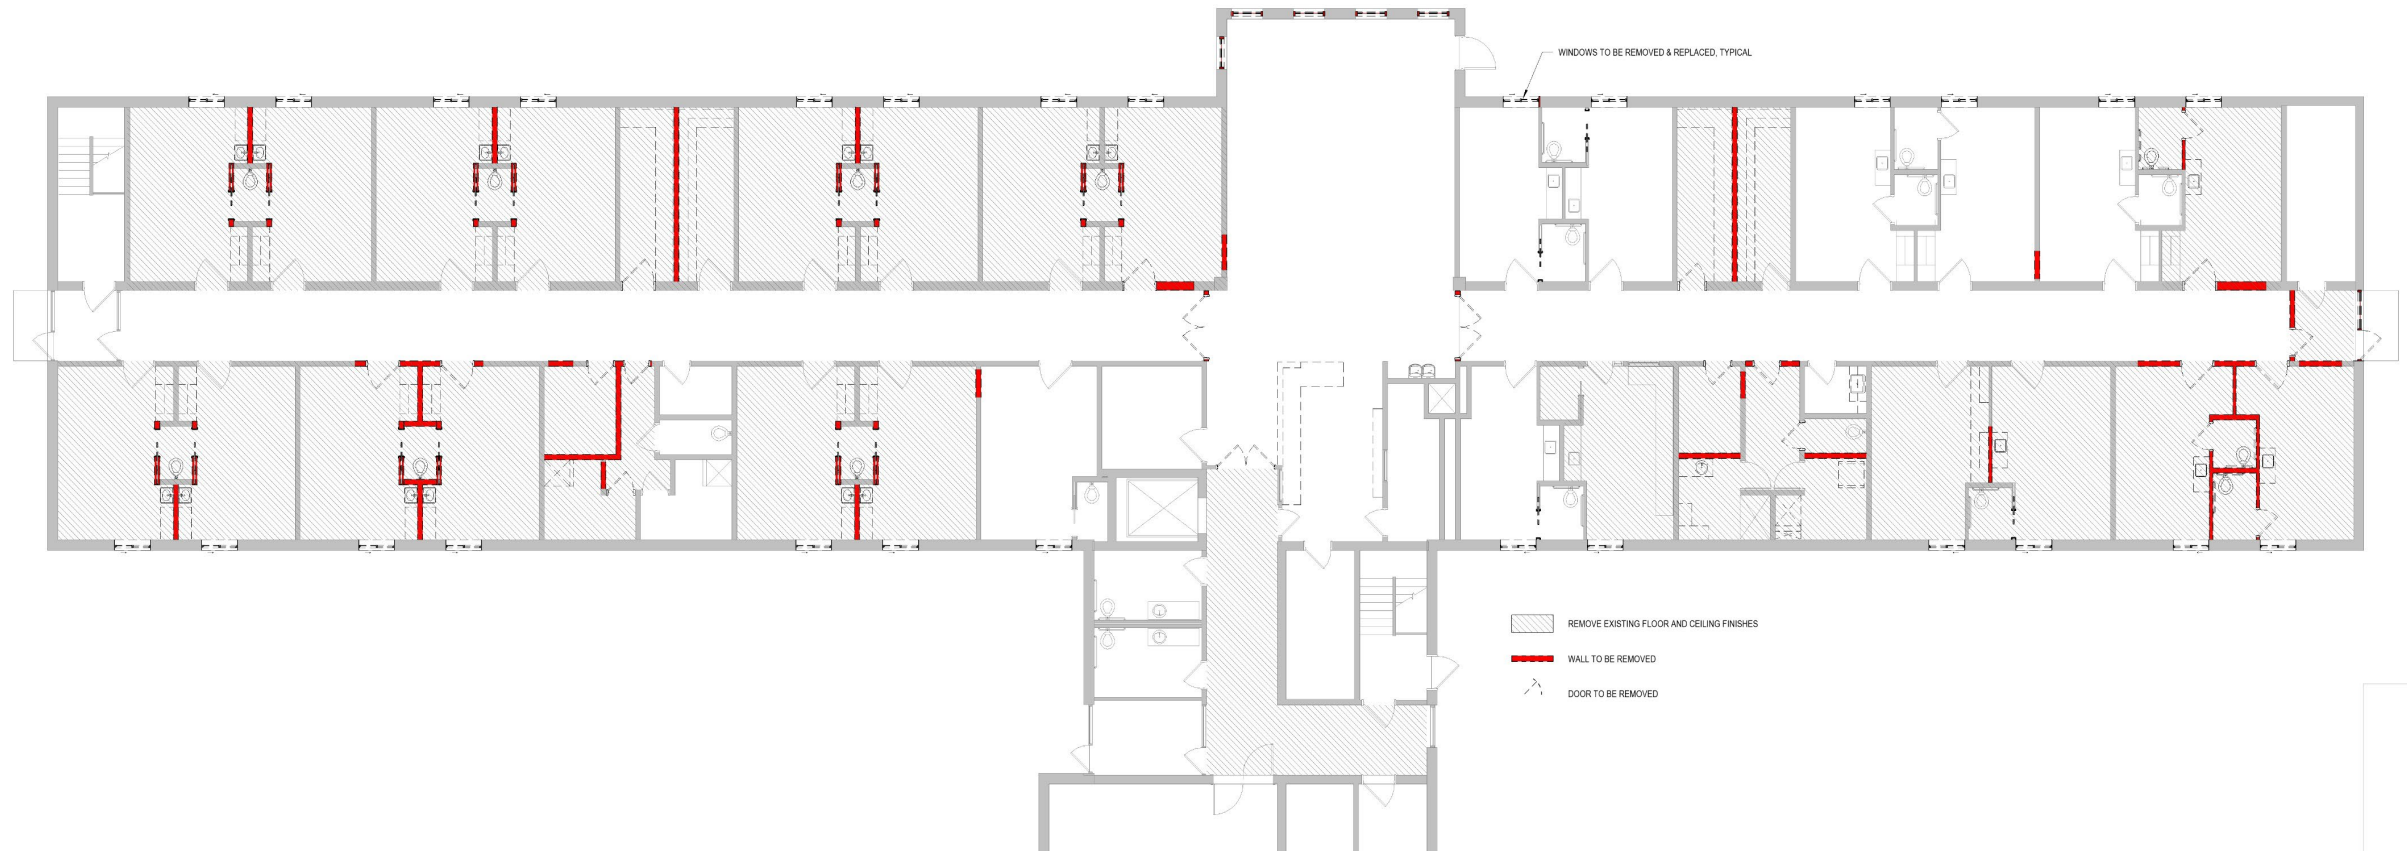 WINDOWS TO BE REMOVED & REPLACED, TYPICAL
REMOVE EXISTING FLOOR AND CEILING FINISHES
WALL TO BE REMOVED
DOOR TO BE REMOVED